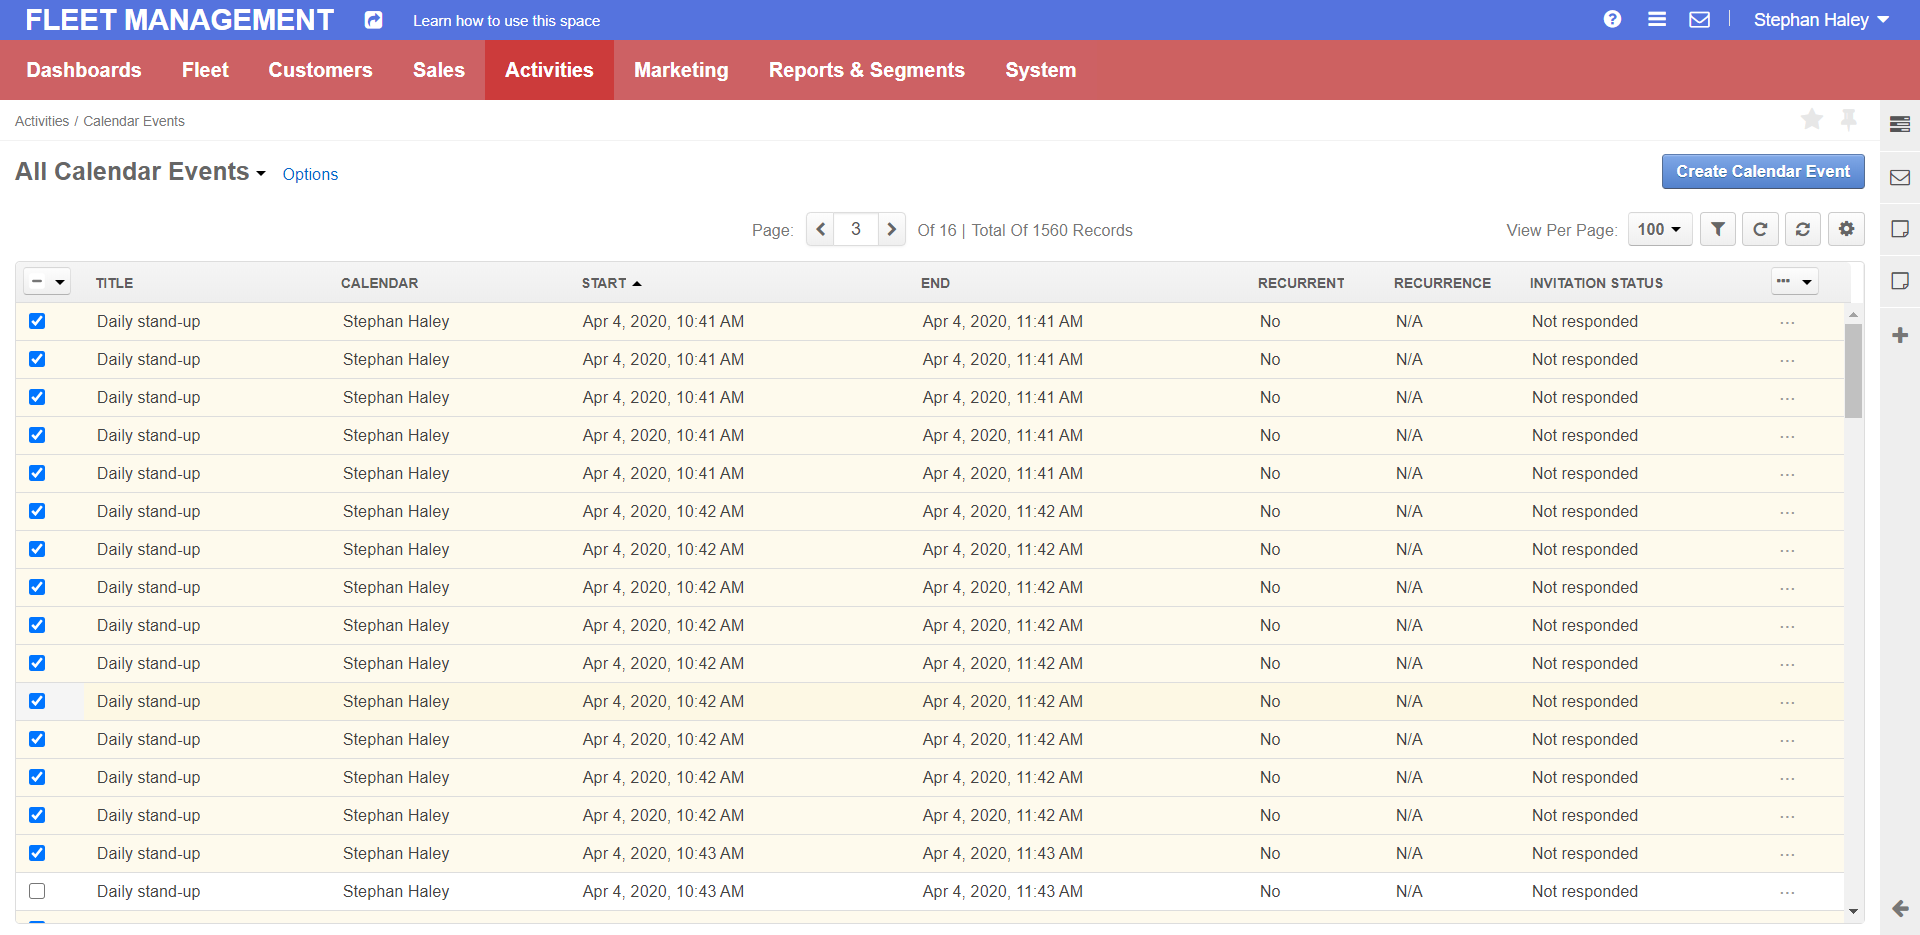 FLEET MANAGEMENT Learn how to use this space Stephan Haley
Dashboards Fleet Customers Sales Activities Marketing Reports & Segments System
Activities / Calendar Events
All Calendar Events Options Create Calendar Event
Page: 3 Of 16 | Total Of 1560 Records View Per Page: 100
TITLE CALENDAR START END RECURRENT RECURRENCE INVITATION STATUS
Daily stand-up Stephan Haley Apr 4, 2020, 10:41 AM Apr 4, 2020, 11:41 AM No N/A Not responded
Daily stand-up Stephan Haley Apr 4, 2020, 10:41 AM Apr 4, 2020, 11:41 AM No N/A Not responded
Daily stand-up Stephan Haley Apr 4, 2020, 10:41 AM Apr 4, 2020, 11:41 AM No N/A Not responded
Daily stand-up Stephan Haley Apr 4, 2020, 10:41 AM Apr 4, 2020, 11:41 AM No N/A Not responded
Daily stand-up Stephan Haley Apr 4, 2020, 10:41 AM Apr 4, 2020, 11:41 AM No N/A Not responded
Daily stand-up Stephan Haley Apr 4, 2020, 10:42 AM Apr 4, 2020, 11:42 AM No N/A Not responded
Daily stand-up Stephan Haley Apr 4, 2020, 10:42 AM Apr 4, 2020, 11:42 AM No N/A Not responded
Daily stand-up Stephan Haley Apr 4, 2020, 10:42 AM Apr 4, 2020, 11:42 AM No N/A Not responded
Daily stand-up Stephan Haley Apr 4, 2020, 10:42 AM Apr 4, 2020, 11:42 AM No N/A Not responded
Daily stand-up Stephan Haley Apr 4, 2020, 10:42 AM Apr 4, 2020, 11:42 AM No N/A Not responded
Daily stand-up Stephan Haley Apr 4, 2020, 10:42 AM Apr 4, 2020, 11:42 AM No N/A Not responded
Daily stand-up Stephan Haley Apr 4, 2020, 10:42 AM Apr 4, 2020, 11:42 AM No N/A Not responded
Daily stand-up Stephan Haley Apr 4, 2020, 10:42 AM Apr 4, 2020, 11:42 AM No N/A Not responded
Daily stand-up Stephan Haley Apr 4, 2020, 10:42 AM Apr 4, 2020, 11:42 AM No N/A Not responded
Daily stand-up Stephan Haley Apr 4, 2020, 10:43 AM Apr 4, 2020, 11:43 AM No N/A Not responded
Daily stand-up Stephan Haley Apr 4, 2020, 10:43 AM Apr 4, 2020, 11:43 AM No N/A Not responded